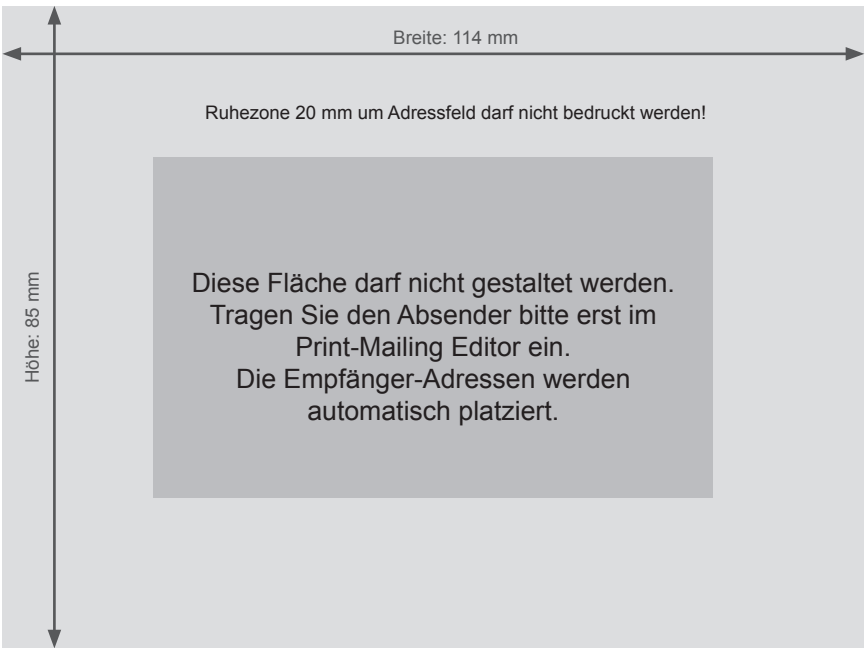 Breite: 114 mm
Ruhezone 20 mm um Adressfeld darf nicht bedruckt werden!
Höhe: 85 mm
Diese Fläche darf nicht gestaltet werden.
Tragen Sie den Absender bitte erst im
Print-Mailing Editor ein.
Die Empfänger-Adressen werden
automatisch platziert.